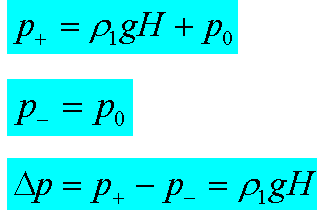 p₊ = ρ₁gH + p₀
p₋ = p₀
Δp = p₊ − p₋ = ρ₁gH